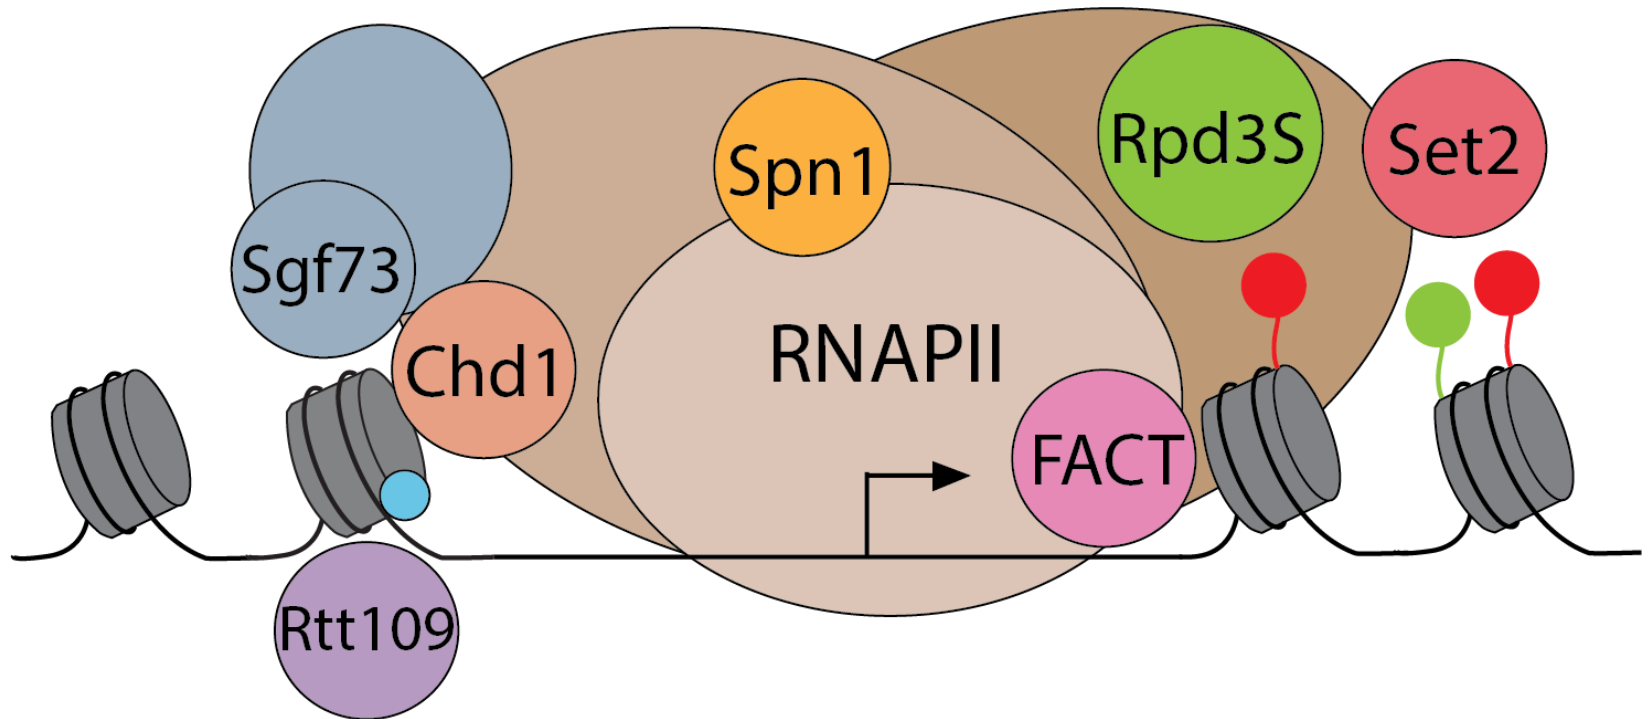 Rpd3S
Set2
Spn1
Sgf73
Chd1
RNAPII
FACT
Rtt109